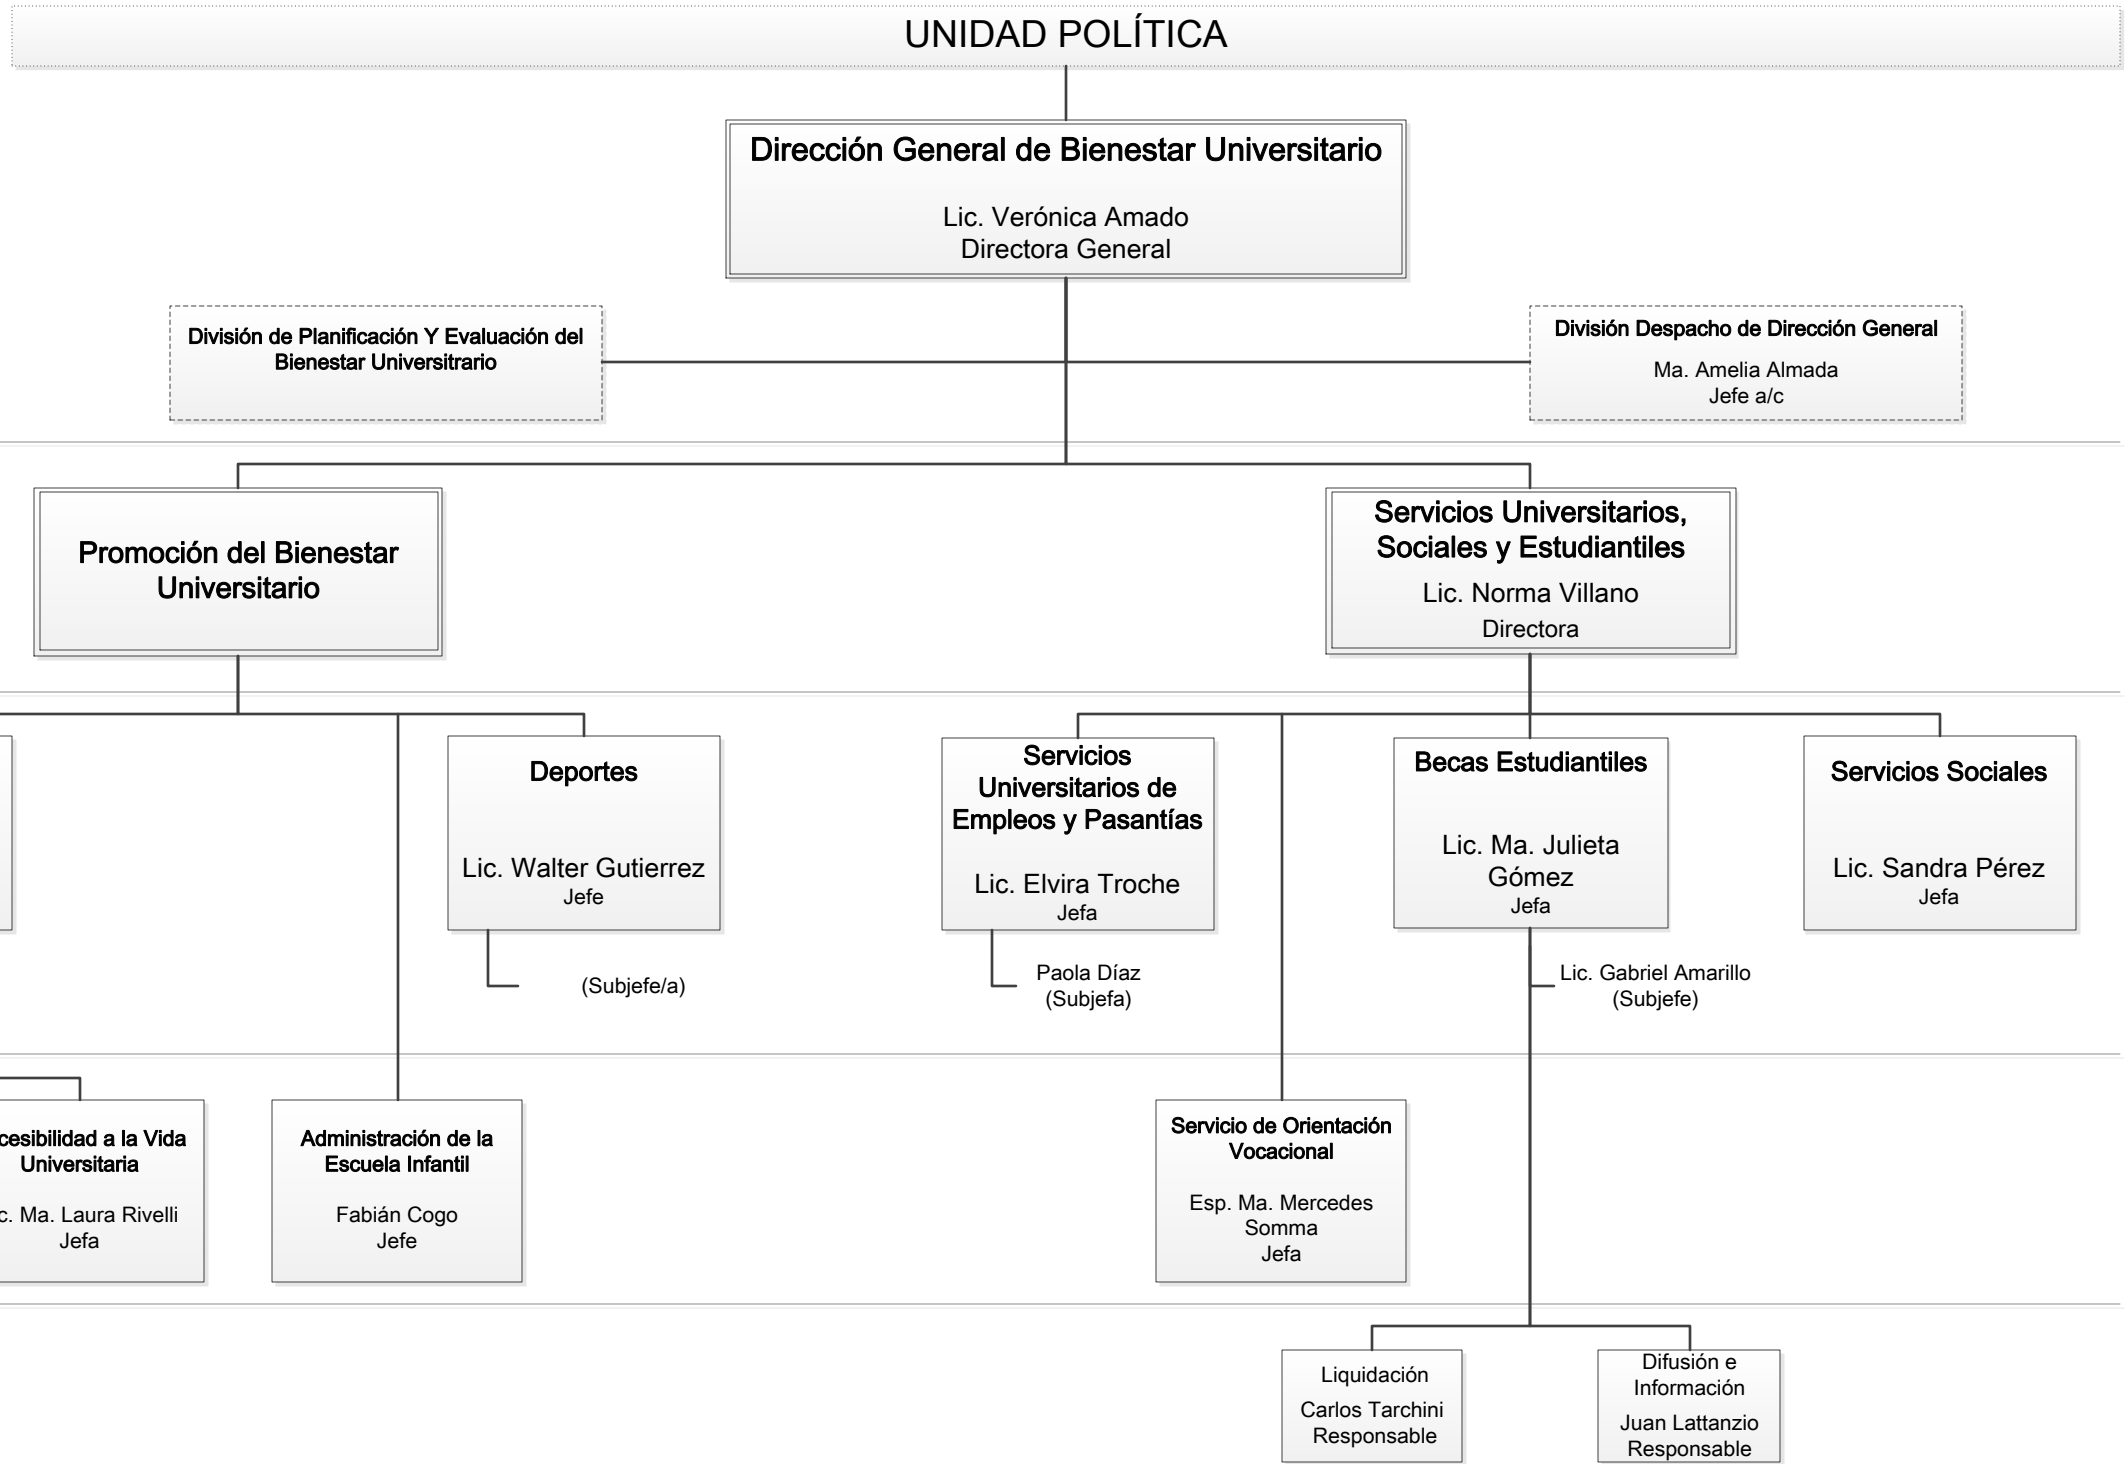 UNIDAD POLÍTICA
Dirección General de Bienestar Universitario
Lic. Verónica Amado
Directora General
División de Planificación Y Evaluación del
Bienestar Universitrario
División Despacho de Dirección General
Ma. Amelia Almada
Jefe a/c
Promoción del Bienestar
Universitario
Servicios Universitarios,
Sociales y Estudiantiles
Lic. Norma Villano
Directora
Deportes
Lic. Walter Gutierrez
Jefe
(Subjefe/a)
Servicios
Universitarios de
Empleos y Pasantías
Lic. Elvira Troche
Jefa
Paola Díaz
(Subjefa)
Becas Estudiantiles
Lic. Ma. Julieta
Gómez
Jefa
Lic. Gabriel Amarillo
(Subjefe)
Servicios Sociales
Lic. Sandra Pérez
Jefa
cesibilidad a la Vida
Universitaria
c. Ma. Laura Rivelli
Jefa
Administración de la
Escuela Infantil
Fabián Cogo
Jefe
Servicio de Orientación
Vocacional
Esp. Ma. Mercedes
Somma
Jefa
Liquidación
Carlos Tarchini
Responsable
Difusión e
Información
Juan Lattanzio
Responsable